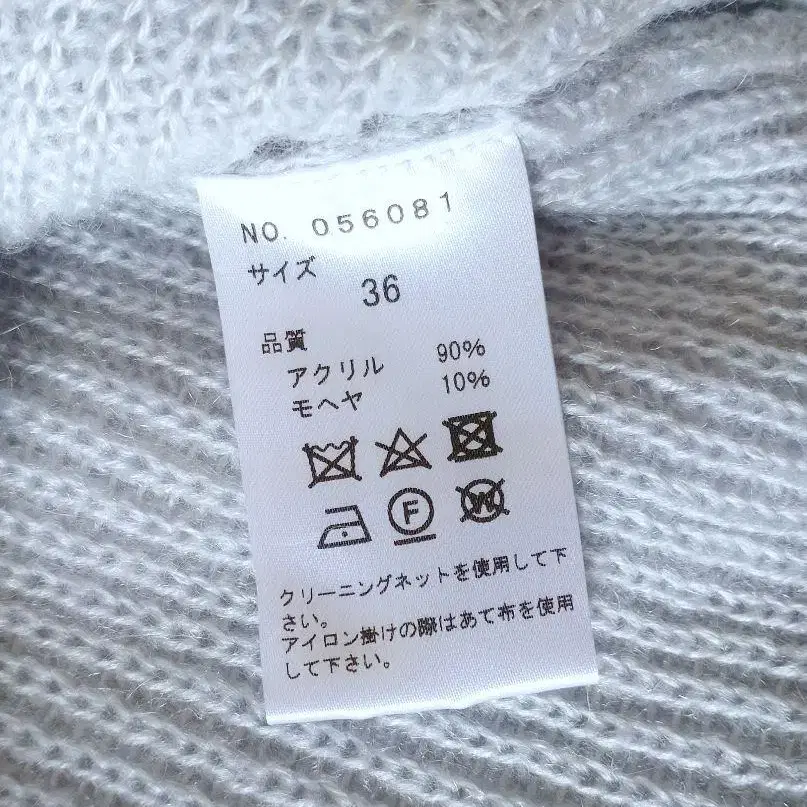 NO. 056081
サイズ
36
品質
アクリル 90%
モヘヤ 10%
F
W
クリーニングネットを使用して下
さい。
アイロン掛けの際はあて布を使用
して下さい。